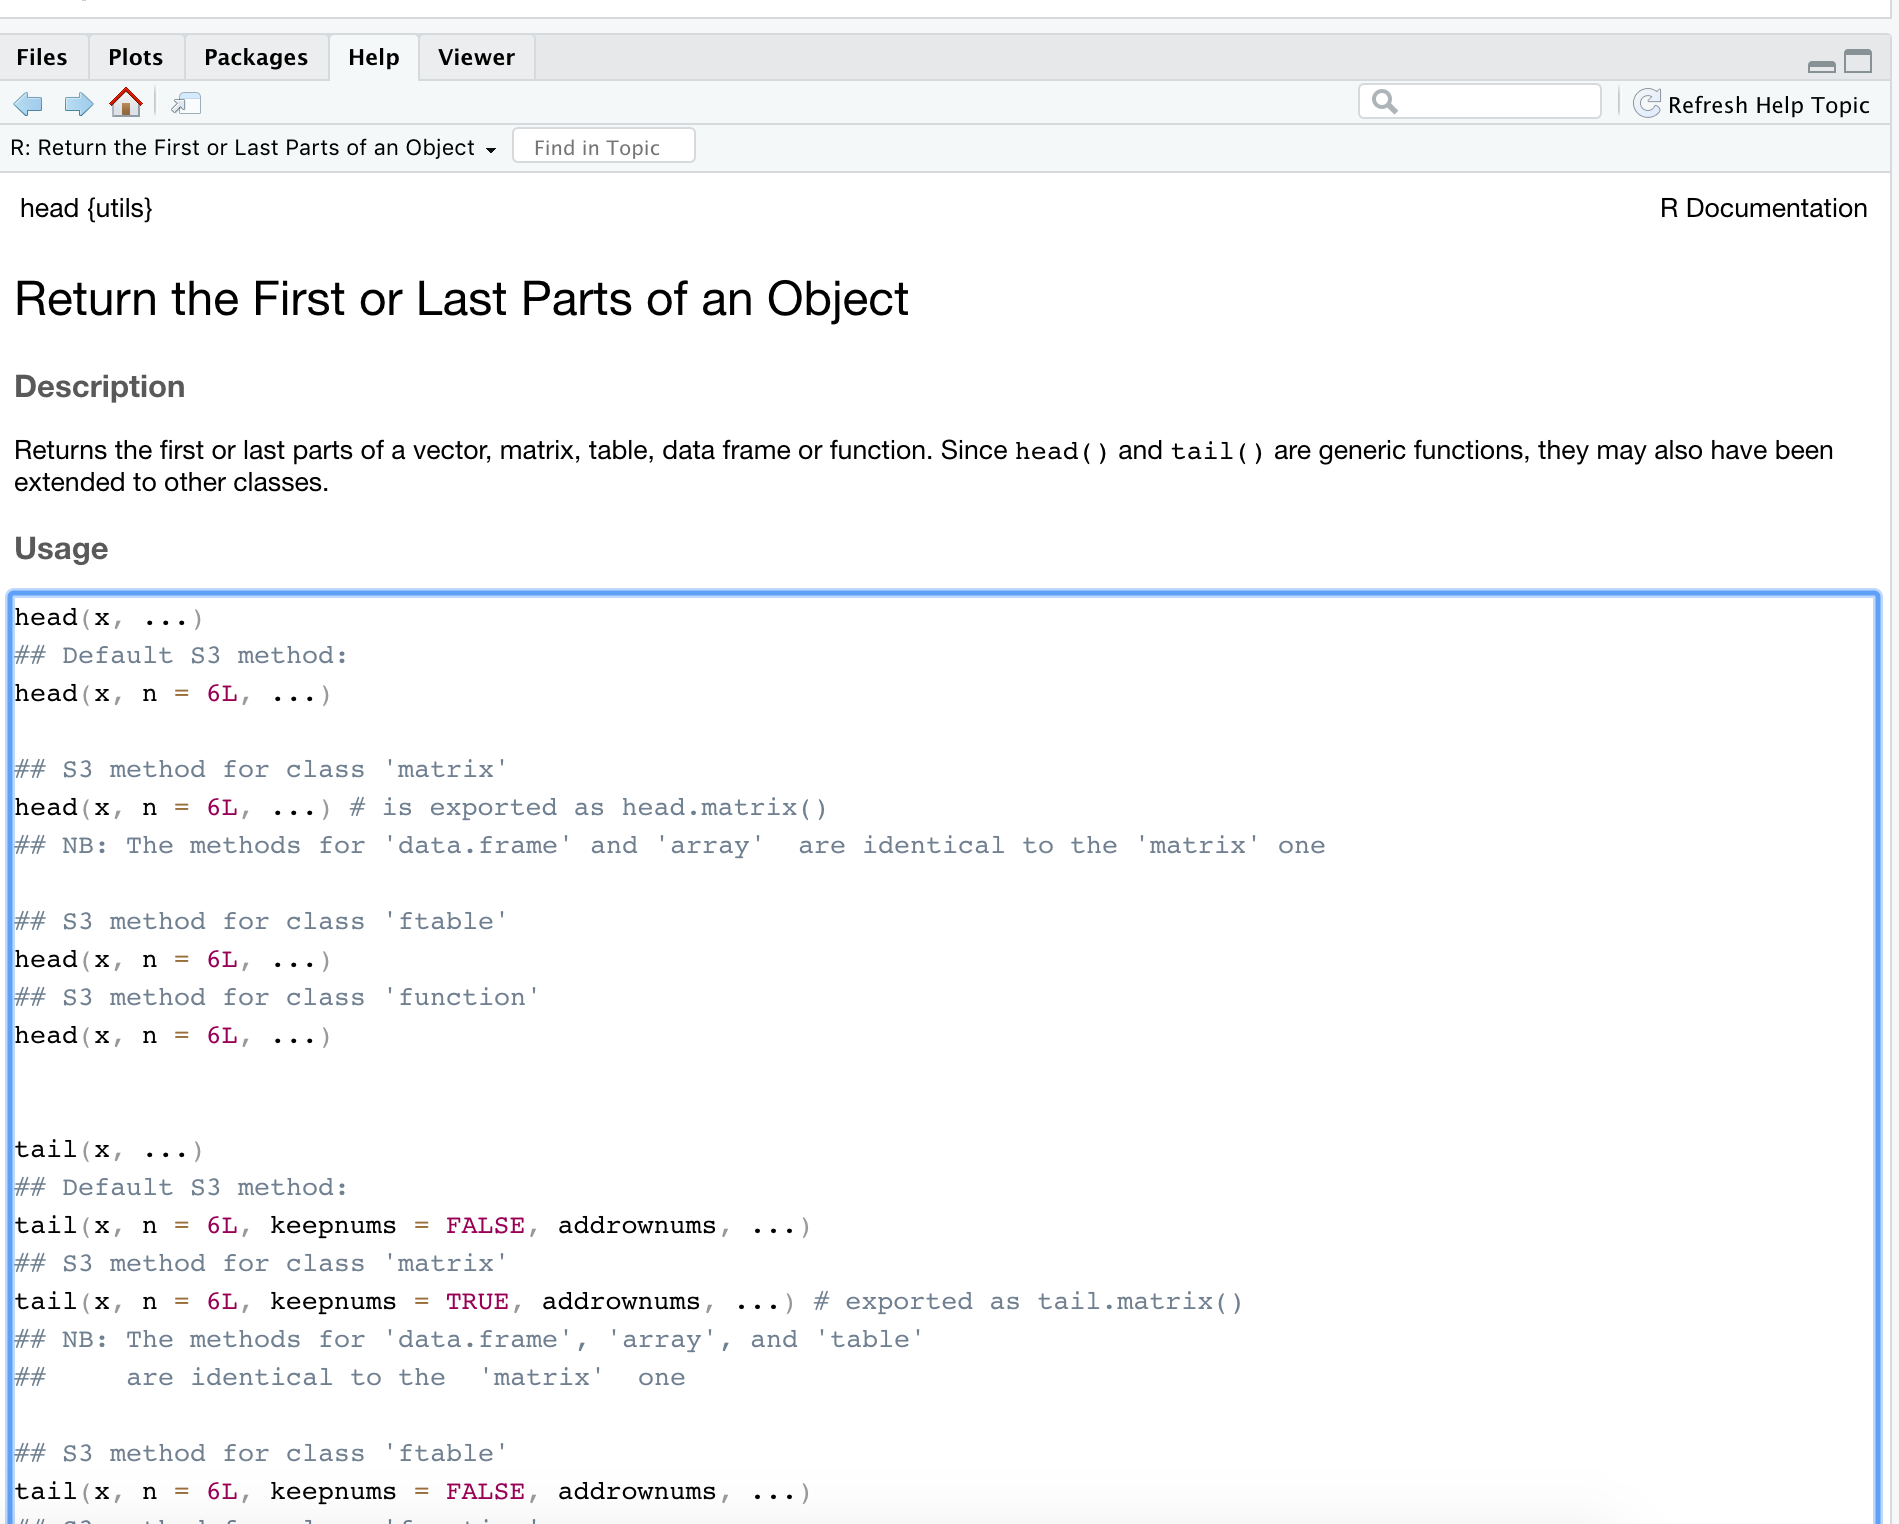 Files Plots Packages Help Viewer
Refresh Help Topic
R: Return the First or Last Parts of an Object Find in Topic
head {utils} R Documentation
Return the First or Last Parts of an Object
Description
Returns the first or last parts of a vector, matrix, table, data frame or function. Since head() and tail() are generic functions, they may also have been
extended to other classes.
Usage
head(x, ...)
## Default S3 method:
head(x, n = 6L, ...)
## S3 method for class 'matrix'
head(x, n = 6L, ...) # is exported as head.matrix()
## NB: The methods for 'data.frame' and 'array'  are identical to the 'matrix' one
## S3 method for class 'ftable'
head(x, n = 6L, ...)
## S3 method for class 'function'
head(x, n = 6L, ...)
tail(x, ...)
## Default S3 method:
tail(x, n = 6L, keepnums = FALSE, addrownums, ...)
## S3 method for class 'matrix'
tail(x, n = 6L, keepnums = TRUE, addrownums, ...) # exported as tail.matrix()
## NB: The methods for 'data.frame', 'array', and 'table'
##     are identical to the  'matrix'  one
## S3 method for class 'ftable'
tail(x, n = 6L, keepnums = FALSE, addrownums, ...)